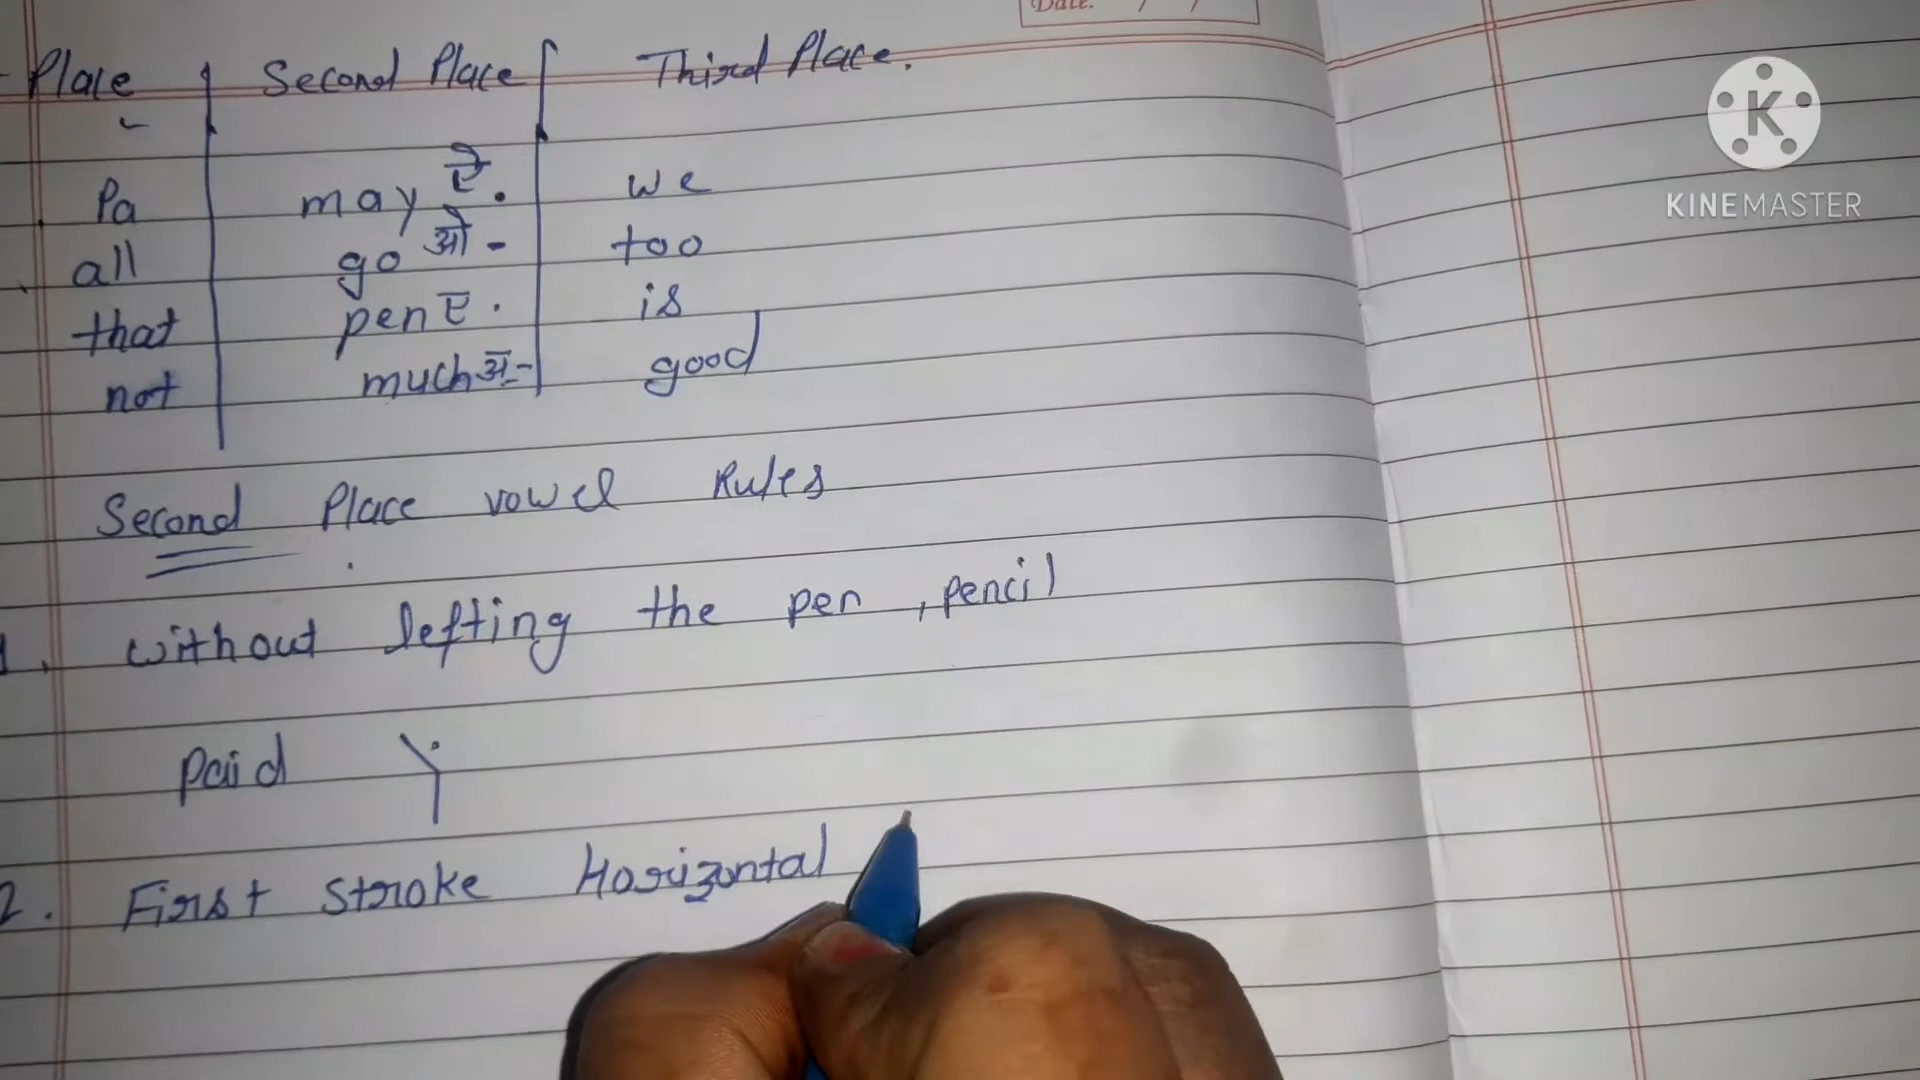 Date. / /
Place Second Place Third Place.
Pa may ऐ. we
all go ओ - too
that pen ए . is
not much अ - good
Second Place vowel Rules
1. without lefting the pen , pencil
Paid
2. First stroke Horizontal
K
KINEMASTER